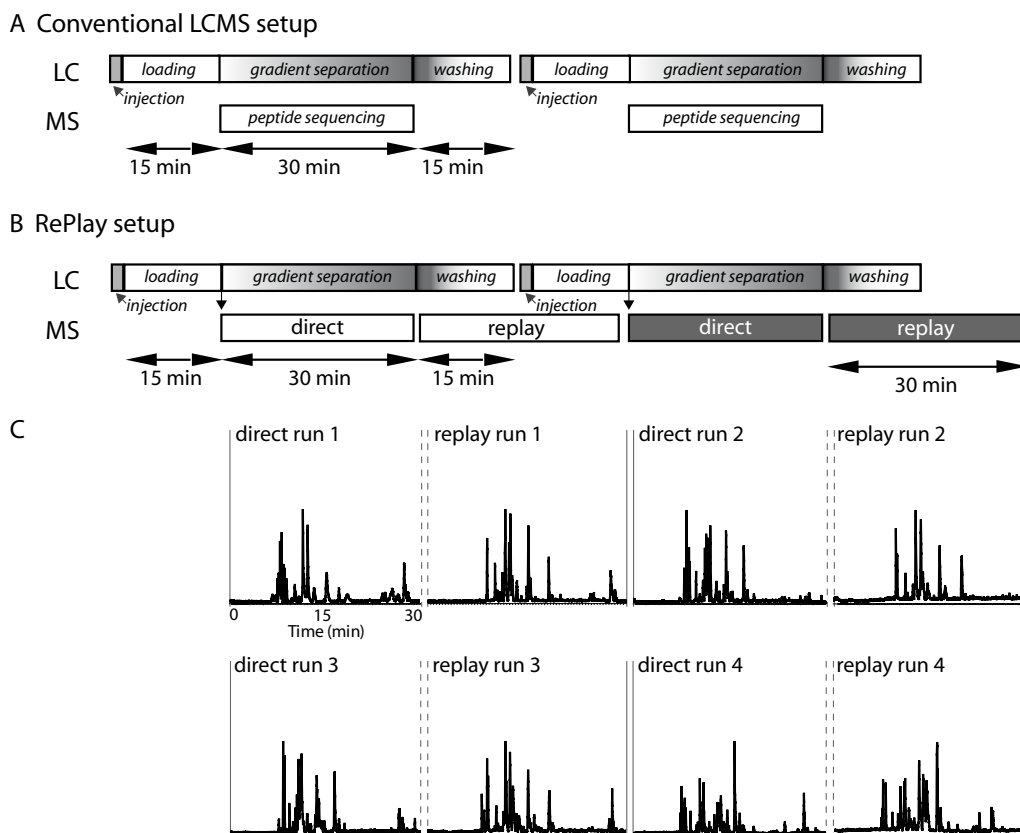 A Conventional LCMS setup
LC loading gradient separation washing loading gradient separation washing
injection injection
MS peptide sequencing peptide sequencing
15 min 30 min 15 min
B RePlay setup
LC loading gradient separation washing loading gradient separation washing
injection injection
MS direct replay direct replay
15 min 30 min 15 min 30 min
C
direct run 1 replay run 1 direct run 2 replay run 2
0 15 30
Time (min)
direct run 3 replay run 3 direct run 4 replay run 4